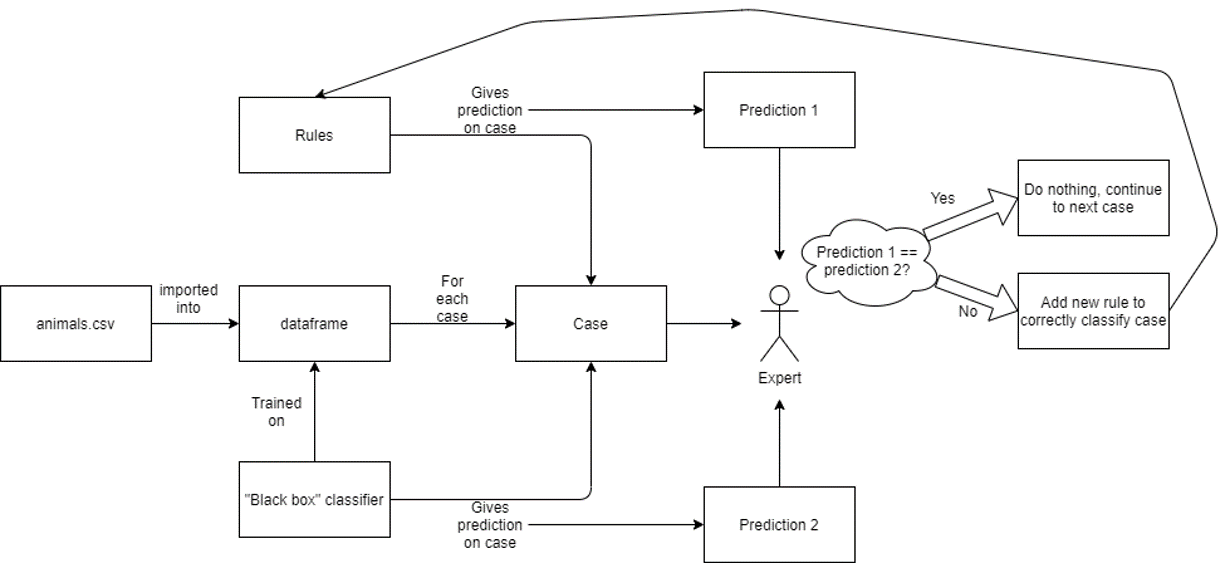 Gives
prediction
on case
Rules
Prediction 1
Yes
Do nothing, continue
to next case
Prediction 1 ==
prediction 2?
No
Add new rule to
correctly classify case
animals.csv
imported
into
dataframe
For
each
case
Case
Expert
Trained
on
"Black box" classifier
Gives
prediction
on case
Prediction 2